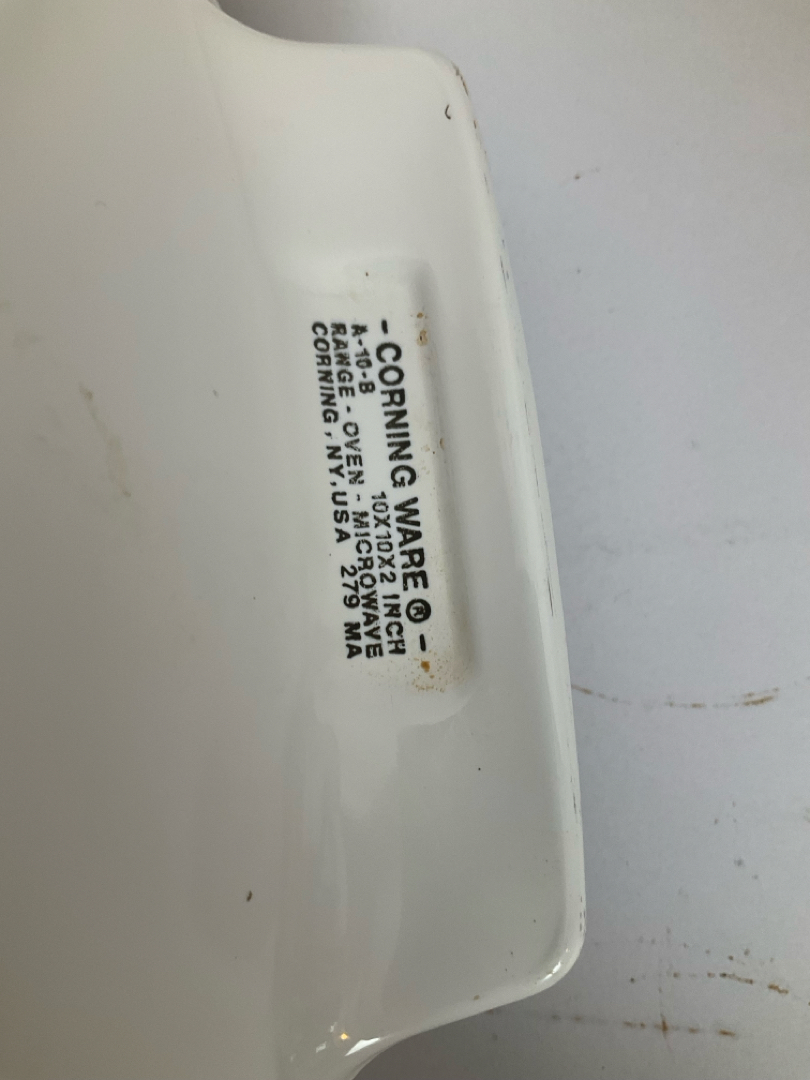 - CORNING WARE ® -
A-10-B 10X10X2 INCH
RANGE - OVEN - MICROWAVE
CORNING, NY, USA 279 MA